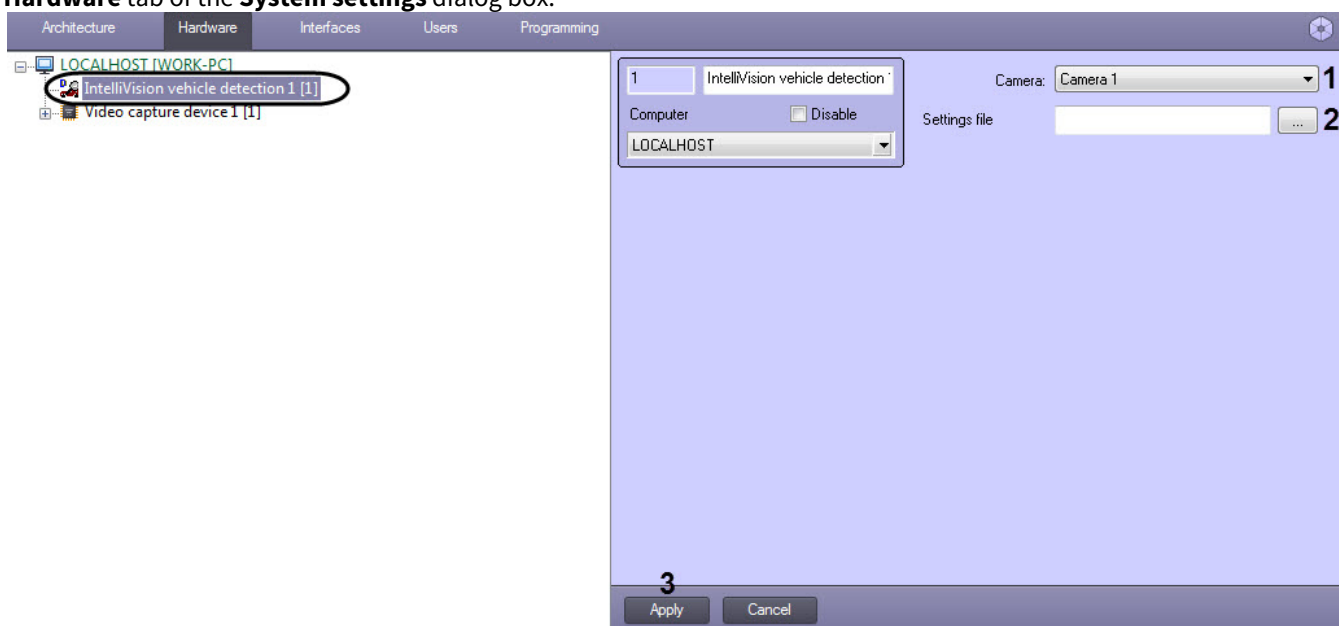 Hardware tab of the System settings dialog box.
Architecture Hardware Interfaces Users Programming
LOCALHOST [WORK-PC]
IntelliVision vehicle detection 1 [1]
Video capture device 1 [1]
1 IntelliVision vehicle detection
Computer Disable
LOCALHOST
Camera: Camera 1 1
Settings file ... 2
3
Apply Cancel